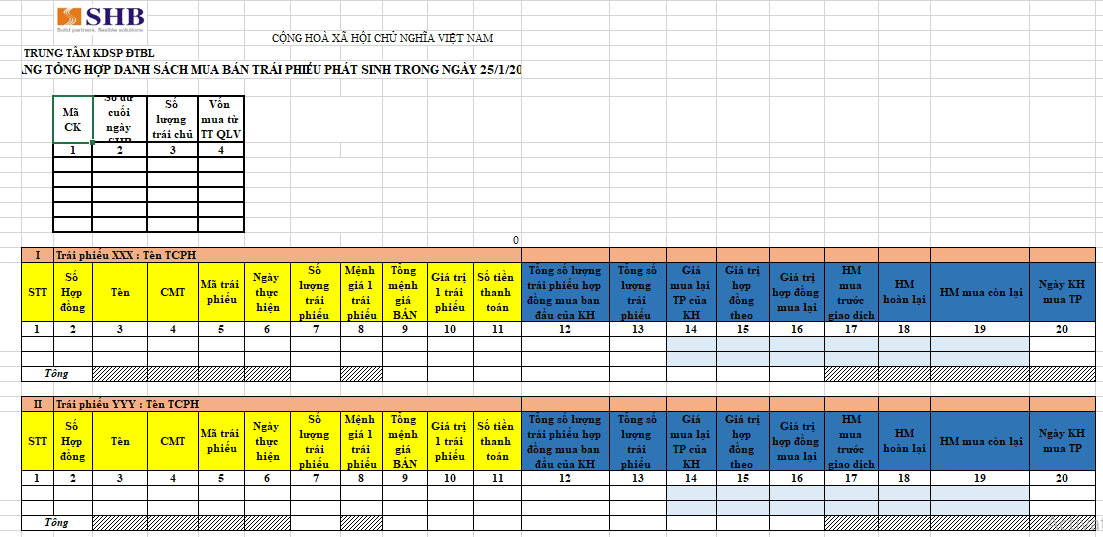 SHB
Solid partners, flexible solutions
CỘNG HOÀ XÃ HỘI CHỦ NGHĨA VIỆT NAM
TRUNG TÂM KDSP ĐTBL
NG TỔNG HỢP DANH SÁCH MUA BÁN TRÁI PHIẾU PHÁT SINH TRONG NGÀY 25/1/20
Mã CK Số dư cuối ngày SHB Số lượng trái chủ Vốn mua từ TT QLV
1 2 3 4
0
I Trái phiếu XXX : Tên TCPH
STT Số Hợp đồng Tên CMT Mã trái phiếu Ngày thực hiện Số lượng trái phiếu Mệnh giá 1 trái phiếu Tổng mệnh giá BÁN Giá trị 1 trái phiếu Số tiền thanh toán Tổng số lượng trái phiếu hợp đồng mua ban đầu của KH Tổng số lượng trái phiếu Giá mua lại TP của KH Giá trị hợp đồng theo Giá trị hợp đồng mua lại HM mua trước giao dịch HM hoàn lại HM mua còn lại Ngày KH mua TP
1 2 3 4 5 6 7 8 9 10 11 12 13 14 15 16 17 18 19 20
Tổng
II Trái phiếu YYY : Tên TCPH
STT Số Hợp đồng Tên CMT Mã trái phiếu Ngày thực hiện Số lượng trái phiếu Mệnh giá 1 trái phiếu Tổng mệnh giá BÁN Giá trị 1 trái phiếu Số tiền thanh toán Tổng số lượng trái phiếu hợp đồng mua ban đầu của KH Tổng số lượng trái phiếu Giá mua lại TP của KH Giá trị hợp đồng theo Giá trị hợp đồng mua lại HM mua trước giao dịch HM hoàn lại HM mua còn lại Ngày KH mua TP
1 2 3 4 5 6 7 8 9 10 11 12 13 14 15 16 17 18 19 20
Tổng